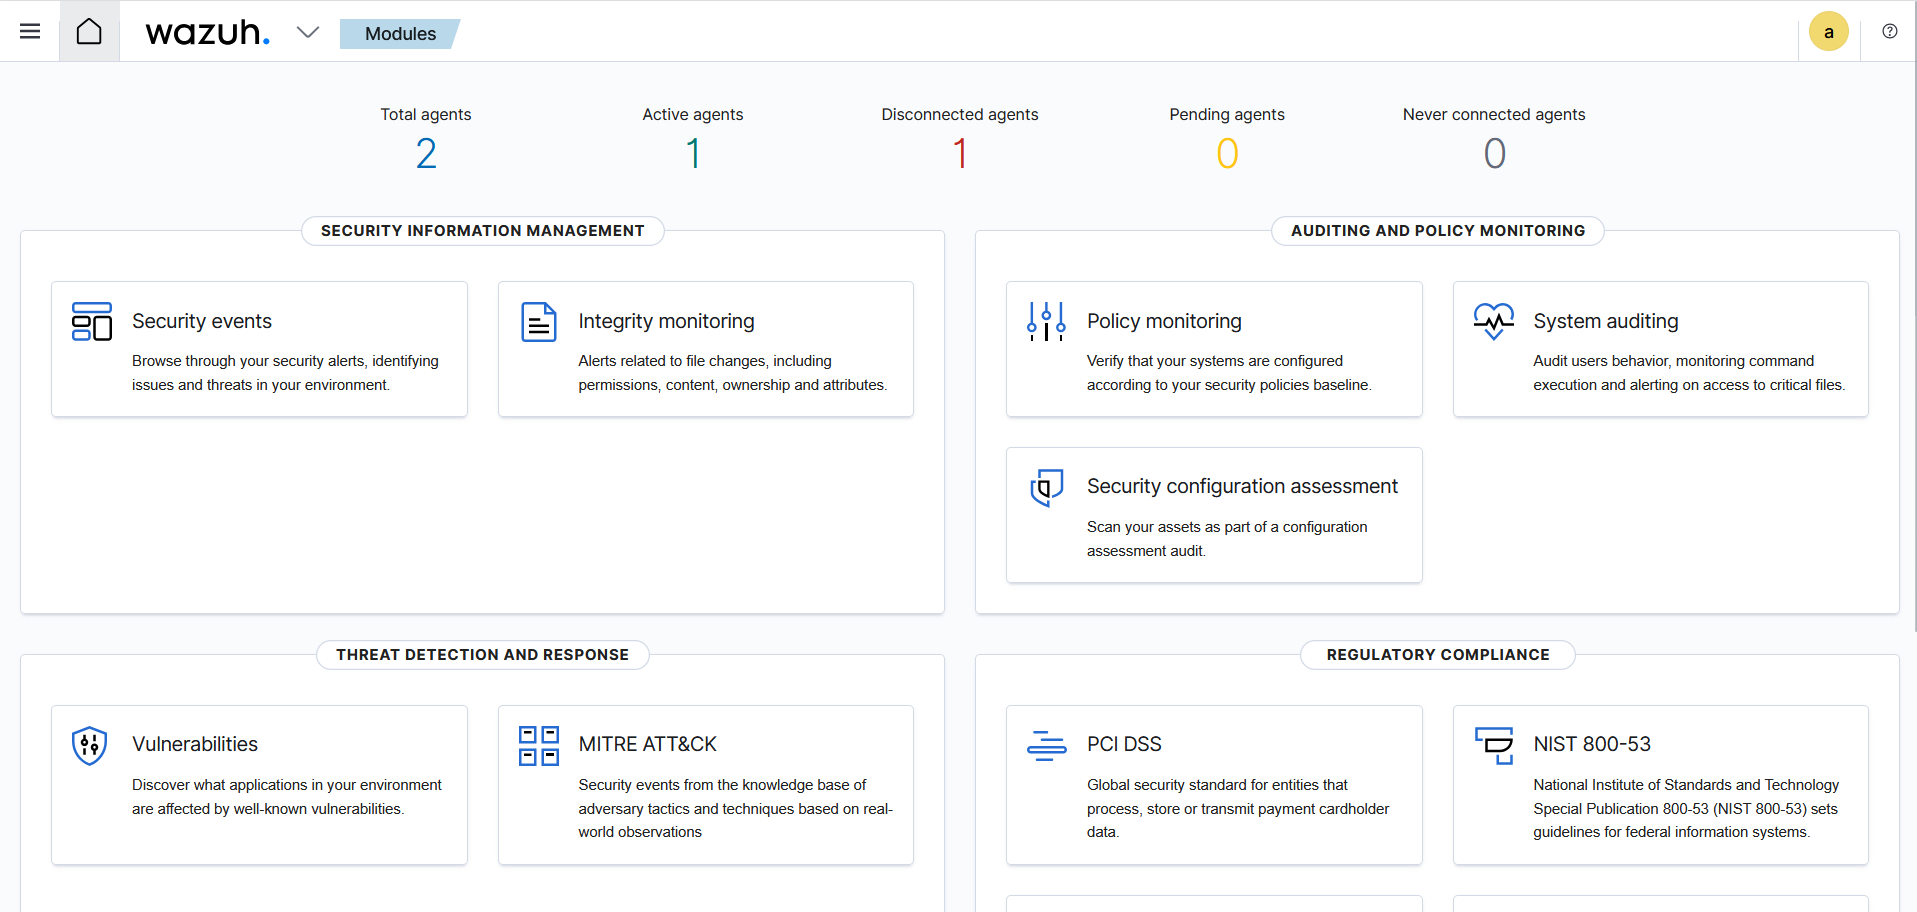 wazuh.
Modules
a
Total agents
2
Active agents
1
Disconnected agents
1
Pending agents
0
Never connected agents
0
SECURITY INFORMATION MANAGEMENT
Security events
Browse through your security alerts, identifying
issues and threats in your environment.
Integrity monitoring
Alerts related to file changes, including
permissions, content, ownership and attributes.
AUDITING AND POLICY MONITORING
Policy monitoring
Verify that your systems are configured
according to your security policies baseline.
System auditing
Audit users behavior, monitoring command
execution and alerting on access to critical files.
Security configuration assessment
Scan your assets as part of a configuration
assessment audit.
THREAT DETECTION AND RESPONSE
Vulnerabilities
Discover what applications in your environment
are affected by well-known vulnerabilities.
MITRE ATT&CK
Security events from the knowledge base of
adversary tactics and techniques based on real-
world observations
REGULATORY COMPLIANCE
PCI DSS
Global security standard for entities that
process, store or transmit payment cardholder
data.
NIST 800-53
National Institute of Standards and Technology
Special Publication 800-53 (NIST 800-53) sets
guidelines for federal information systems.